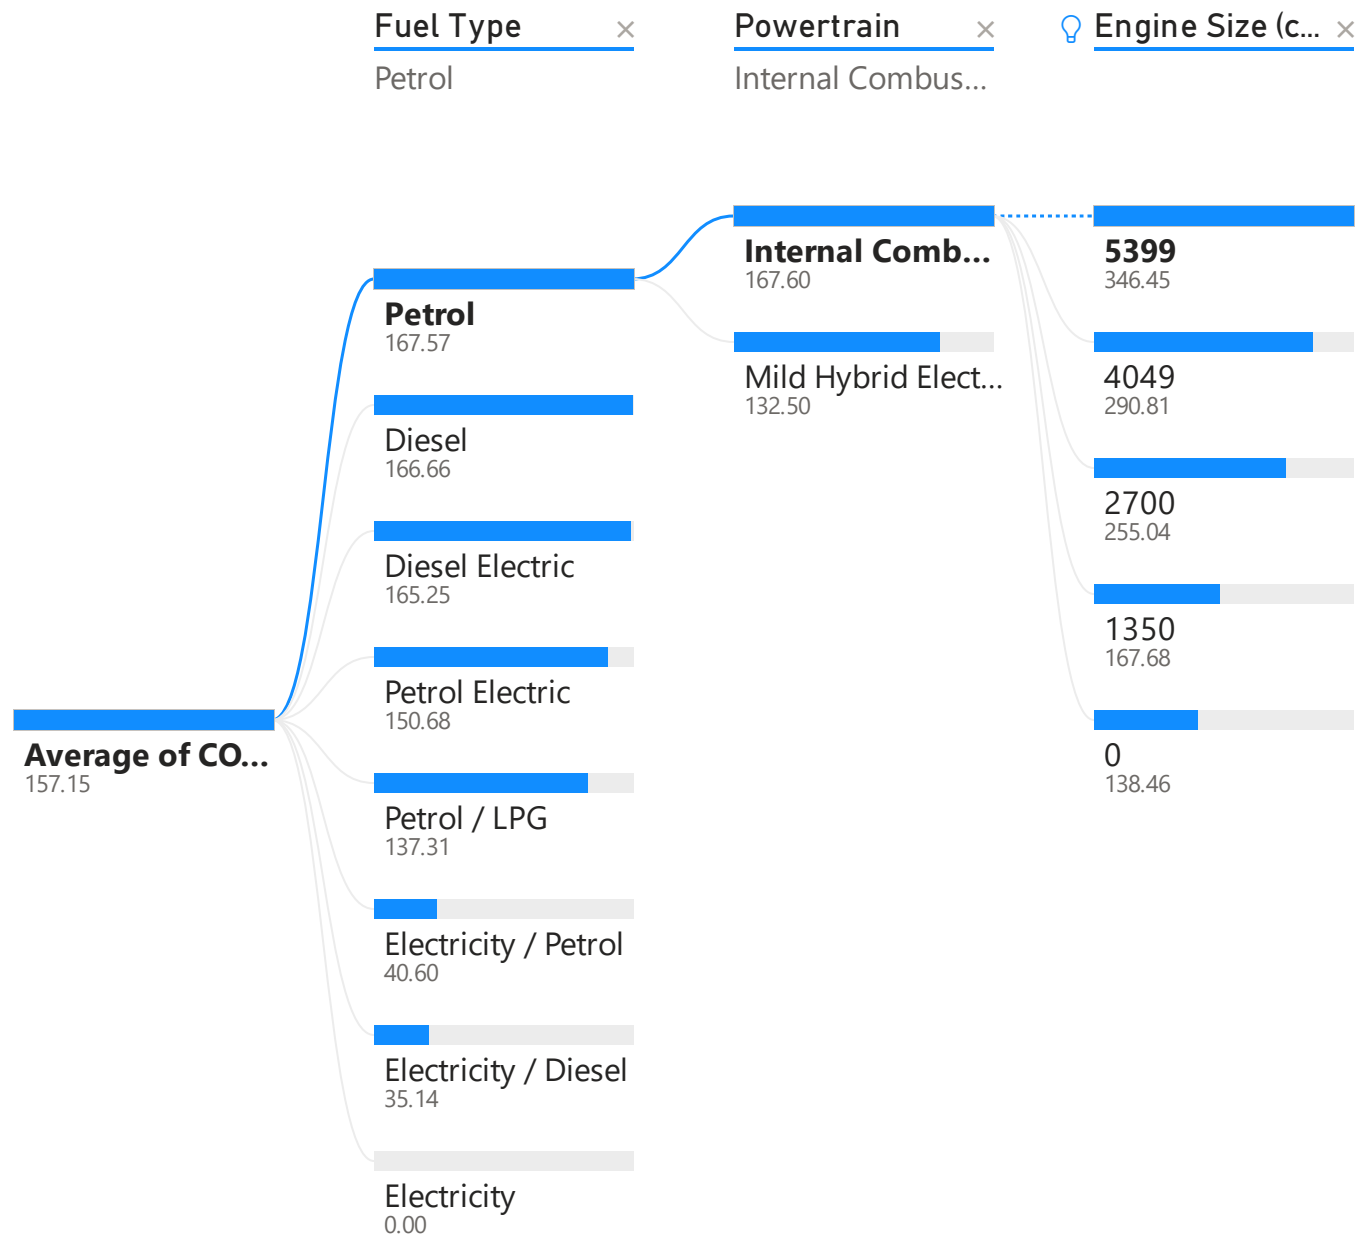 Fuel Type
Petrol
Powertrain
Internal Combus...
Engine Size (c...
Average of CO...
157.15
Petrol
167.57
Diesel
166.66
Diesel Electric
165.25
Petrol Electric
150.68
Petrol / LPG
137.31
Electricity / Petrol
40.60
Electricity / Diesel
35.14
Electricity
0.00
Internal Comb...
167.60
Mild Hybrid Elect...
132.50
5399
346.45
4049
290.81
2700
255.04
1350
167.68
0
138.46